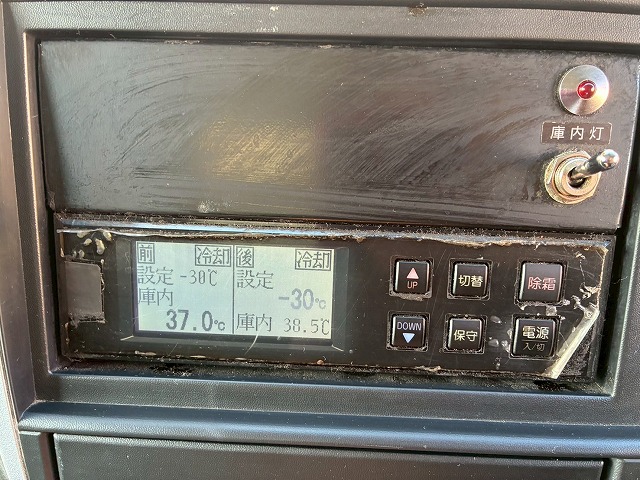 庫内灯
前 冷却 後 冷却
設定 -30℃ 設定
庫内 -30℃
37.0℃ 庫内 38.5℃
UP 切替 除霜
DOWN 保守 電源
入/切